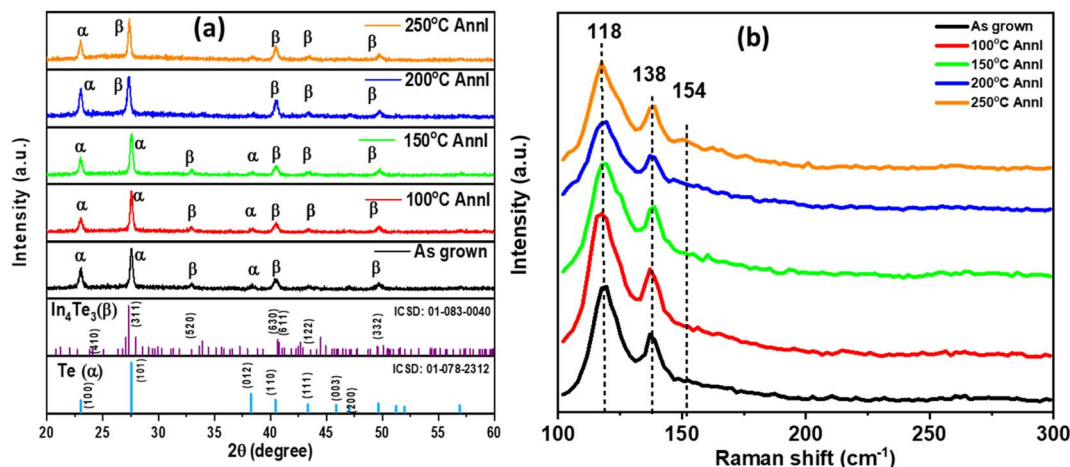 (a)
250°C Annl
α β β β β
200°C Annl
α β β β β
150°C Annl
α α β α β β β
100°C Annl
α α β α β β β
As grown
α α β α β β
In4Te3(β)
ICSD: 01-083-0040
(410) (311) (520) (630) (611) (122) (332)
Te (α)
ICSD: 01-078-2312
(100) (101) (012) (110) (111) (003) (200)
20 25 30 35 40 45 50 55 60
2θ (degree)
Intensity (a.u.)
(b)
As grown
100°C Annl
150°C Annl
200°C Annl
250°C Annl
118
138
154
100 150 200 250 300
Raman shift (cm-1)
Intensity (a.u.)